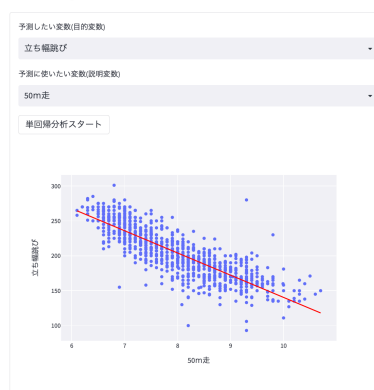 予測したい変数(目的変数)
立ち幅跳び
予測に使いたい変数(説明変数)
50m走
単回帰分析スタート
300
250
200
150
100
立ち幅跳び
6 7 8 9 10
50m走